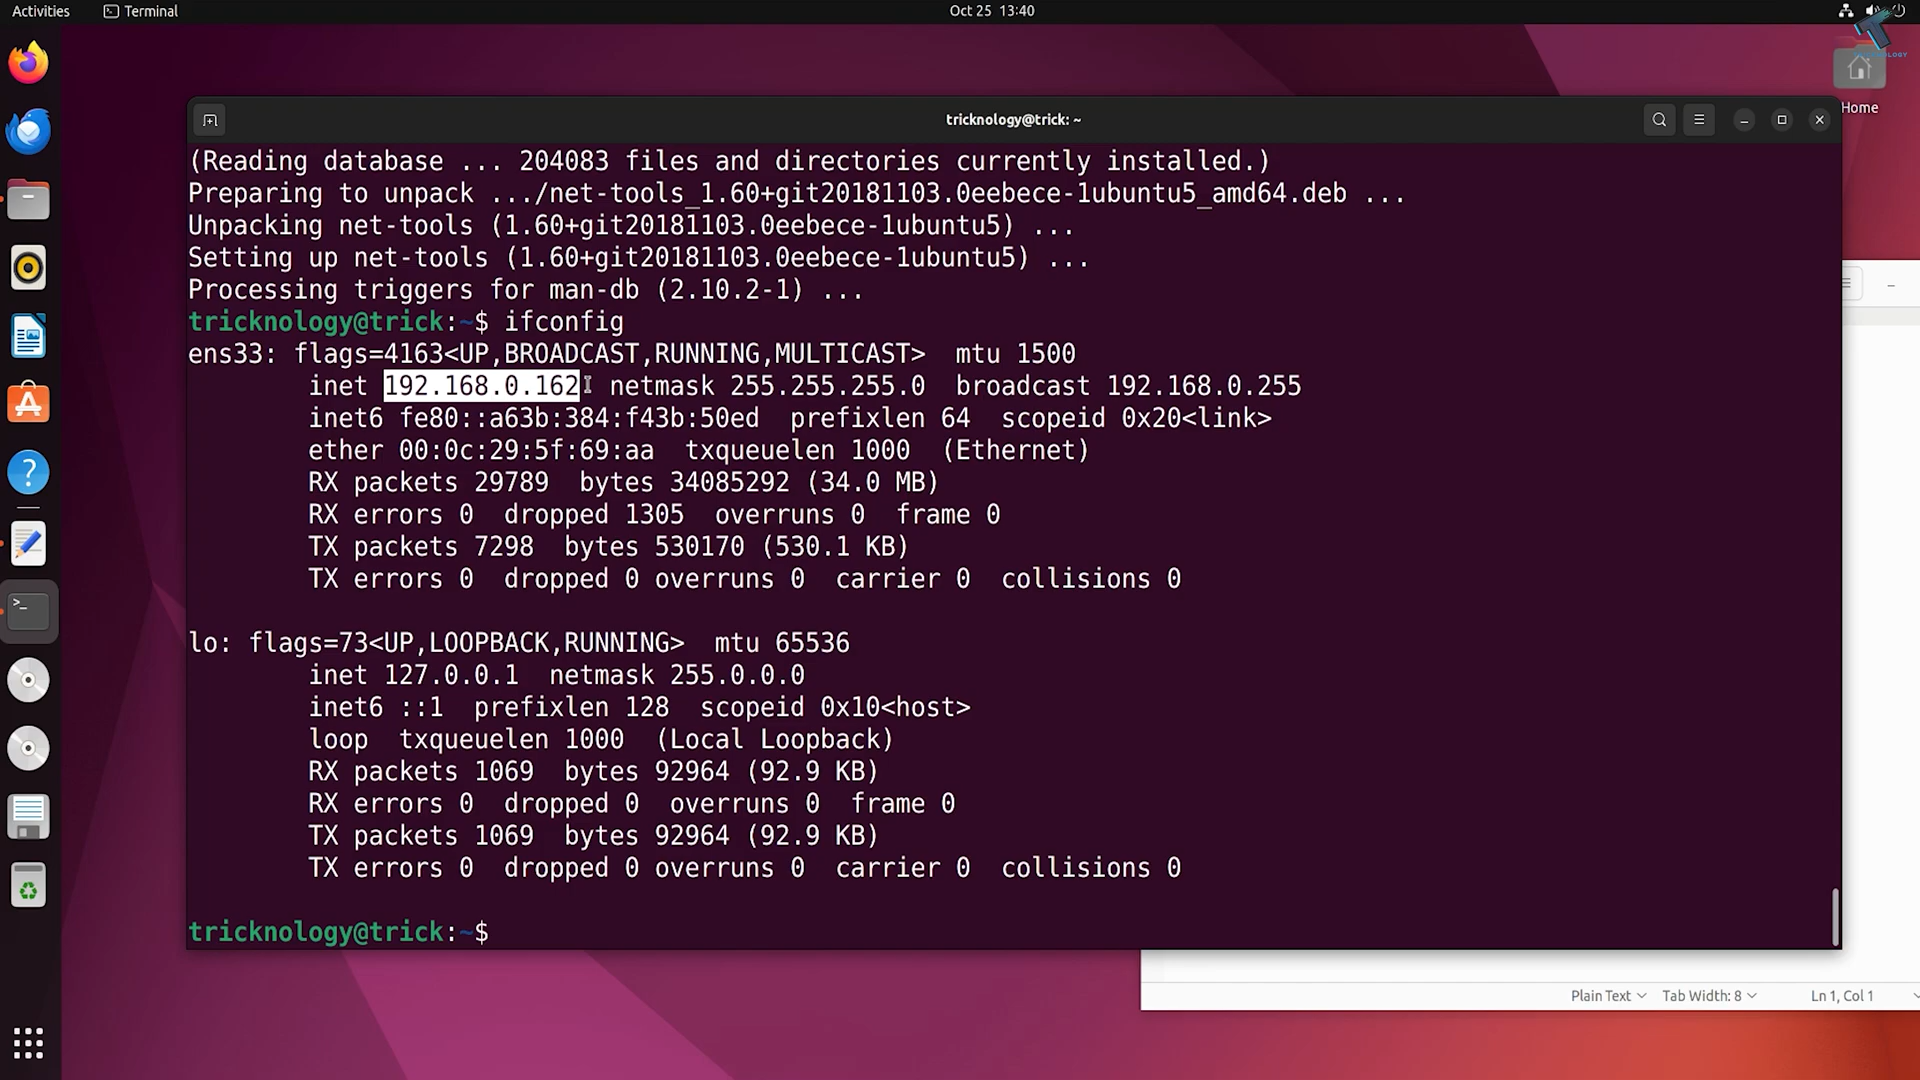 Activities
Terminal
Oct 25 13:40
Home
tricknology@trick: ~
(Reading database ... 204083 files and directories currently installed.)
Preparing to unpack .../net-tools_1.60+git20181103.0eebece-1ubuntu5_amd64.deb ...
Unpacking net-tools (1.60+git20181103.0eebece-1ubuntu5) ...
Setting up net-tools (1.60+git20181103.0eebece-1ubuntu5) ...
Processing triggers for man-db (2.10.2-1) ...
tricknology@trick:~$ ifconfig
ens33: flags=4163<UP,BROADCAST,RUNNING,MULTICAST>  mtu 1500
        inet 192.168.0.162  netmask 255.255.255.0  broadcast 192.168.0.255
        inet6 fe80::a63b:384:f43b:50ed  prefixlen 64  scopeid 0x20<link>
        ether 00:0c:29:5f:69:aa  txqueuelen 1000  (Ethernet)
        RX packets 29789  bytes 34085292 (34.0 MB)
        RX errors 0  dropped 1305  overruns 0  frame 0
        TX packets 7298  bytes 530170 (530.1 KB)
        TX errors 0  dropped 0 overruns 0  carrier 0  collisions 0
lo: flags=73<UP,LOOPBACK,RUNNING>  mtu 65536
        inet 127.0.0.1  netmask 255.0.0.0
        inet6 ::1  prefixlen 128  scopeid 0x10<host>
        loop  txqueuelen 1000  (Local Loopback)
        RX packets 1069  bytes 92964 (92.9 KB)
        RX errors 0  dropped 0  overruns 0  frame 0
        TX packets 1069  bytes 92964 (92.9 KB)
        TX errors 0  dropped 0 overruns 0  carrier 0  collisions 0
tricknology@trick:~$
Plain Text
Tab Width: 8
Ln 1, Col 1